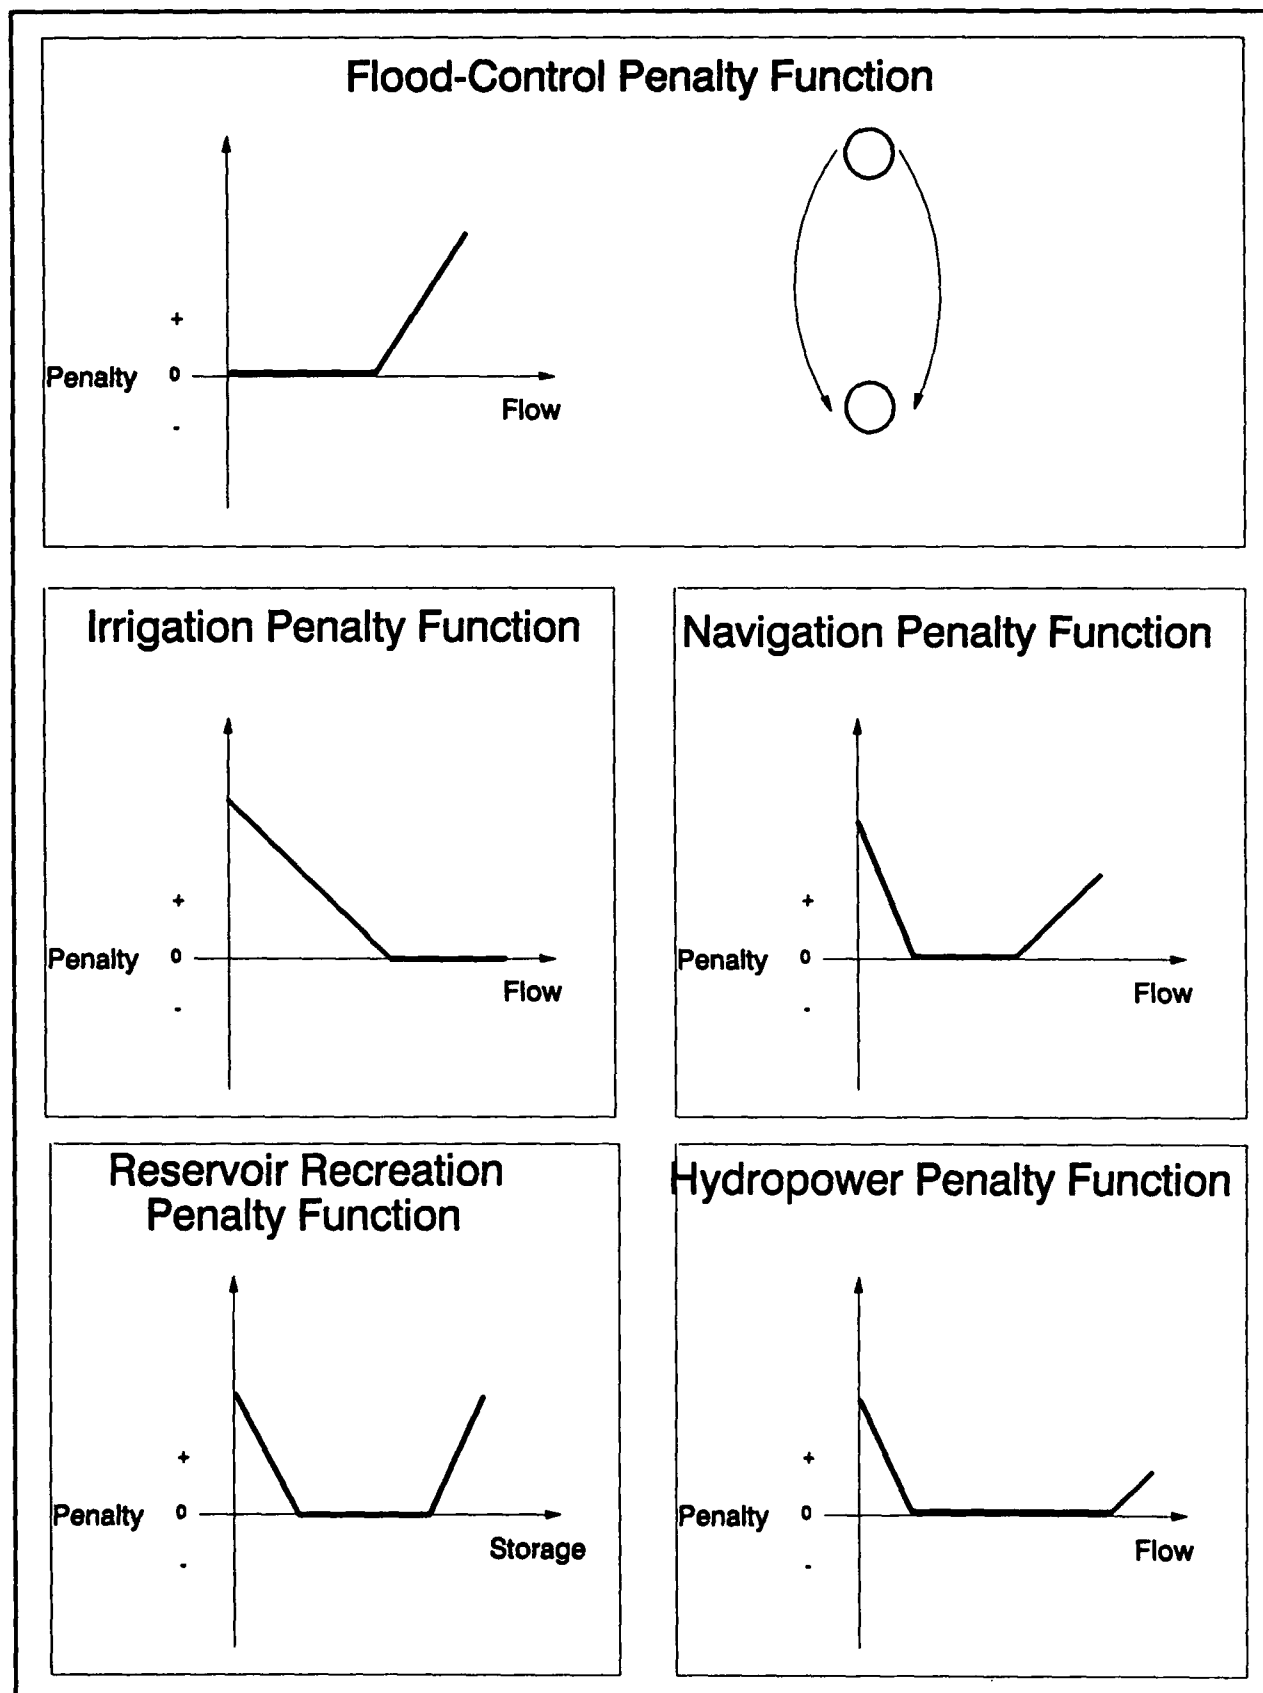 Flood-Control Penalty Function
+
Penalty 0
Flow
-
Irrigation Penalty Function
+
Penalty 0
Flow
-
Navigation Penalty Function
+
Penalty 0
Flow
-
Reservoir Recreation
Penalty Function
+
Penalty 0
Storage
-
Hydropower Penalty Function
+
Penalty 0
Flow
-